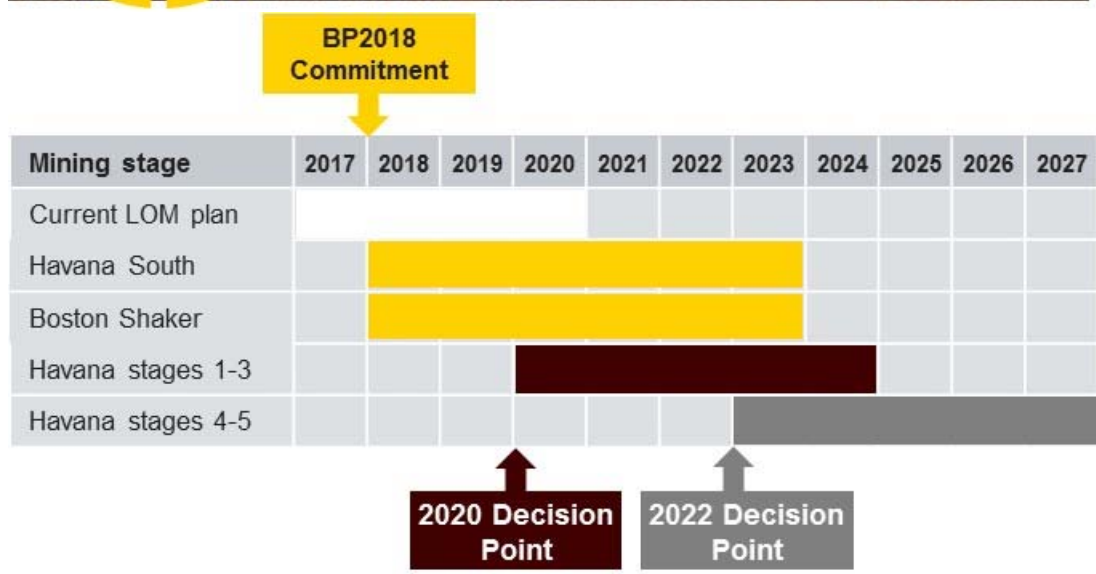 BP2018
Commitment
Mining stage 2017 2018 2019 2020 2021 2022 2023 2024 2025 2026 2027
Current LOM plan
Havana South
Boston Shaker
Havana stages 1-3
Havana stages 4-5
2020 Decision
Point
2022 Decision
Point